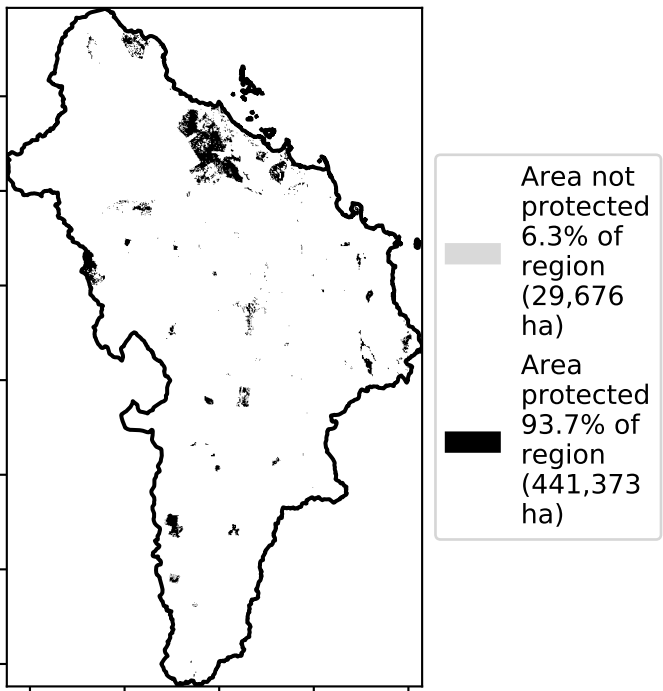 Area not
protected
6.3% of
region
(29,676
ha)
Area
protected
93.7% of
region
(441,373
ha)